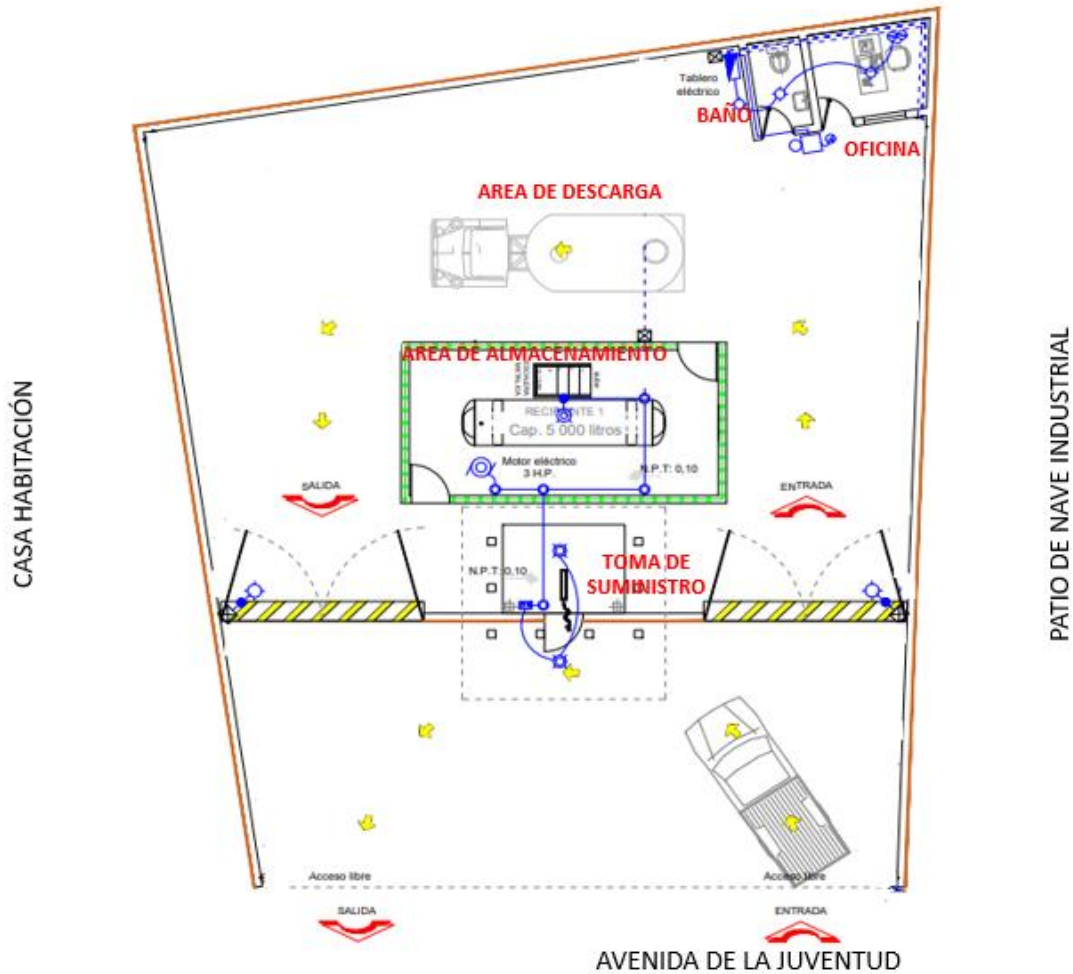 Tablero
eléctrico
BAÑO
OFICINA
AREA DE DESCARGA
AREA DE ALMACENAMIENTO
RECIPIENTE 1
Cap. 5 000 litros
Motor eléctrico
3 H.P.
N.P.T: 0,10
SALIDA
ENTRADA
CASA HABITACIÓN
PATIO DE NAVE INDUSTRIAL
N.P.T: 0,10
TOMA DE
SUMINISTRO
Acceso libre
Acceso libre
SALIDA
ENTRADA
AVENIDA DE LA JUVENTUD